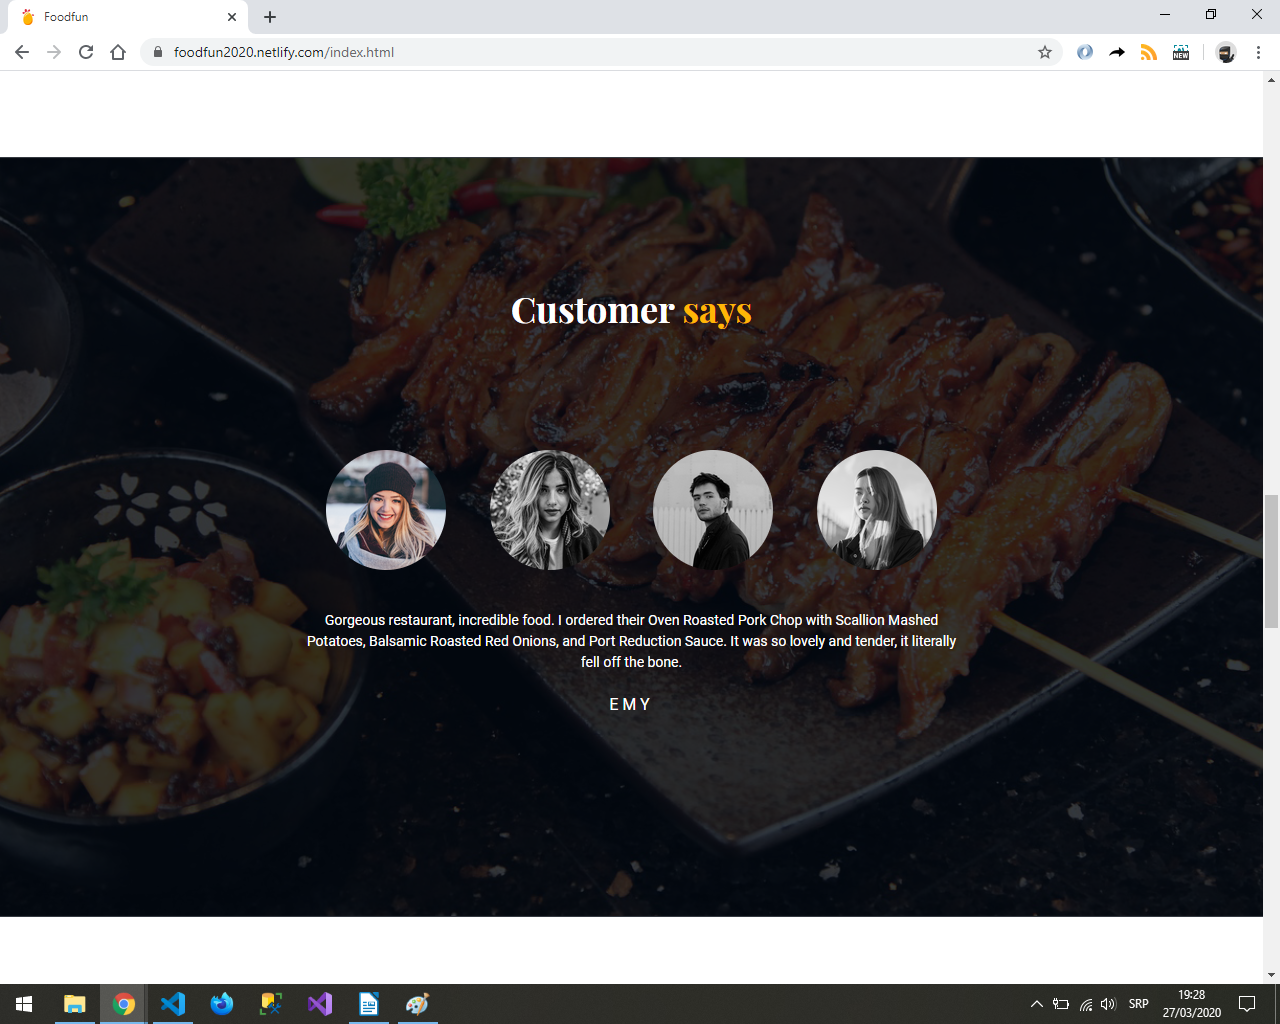 Foodfun
foodfun2020.netlify.com/index.html
NEW
Customer says
Gorgeous restaurant, incredible food. I ordered their Oven Roasted Pork Chop with Scallion Mashed
Potatoes, Balsamic Roasted Red Onions, and Port Reduction Sauce. It was so lovely and tender, it literally
fell off the bone.
EMY
SRP
19:28
27/03/2020